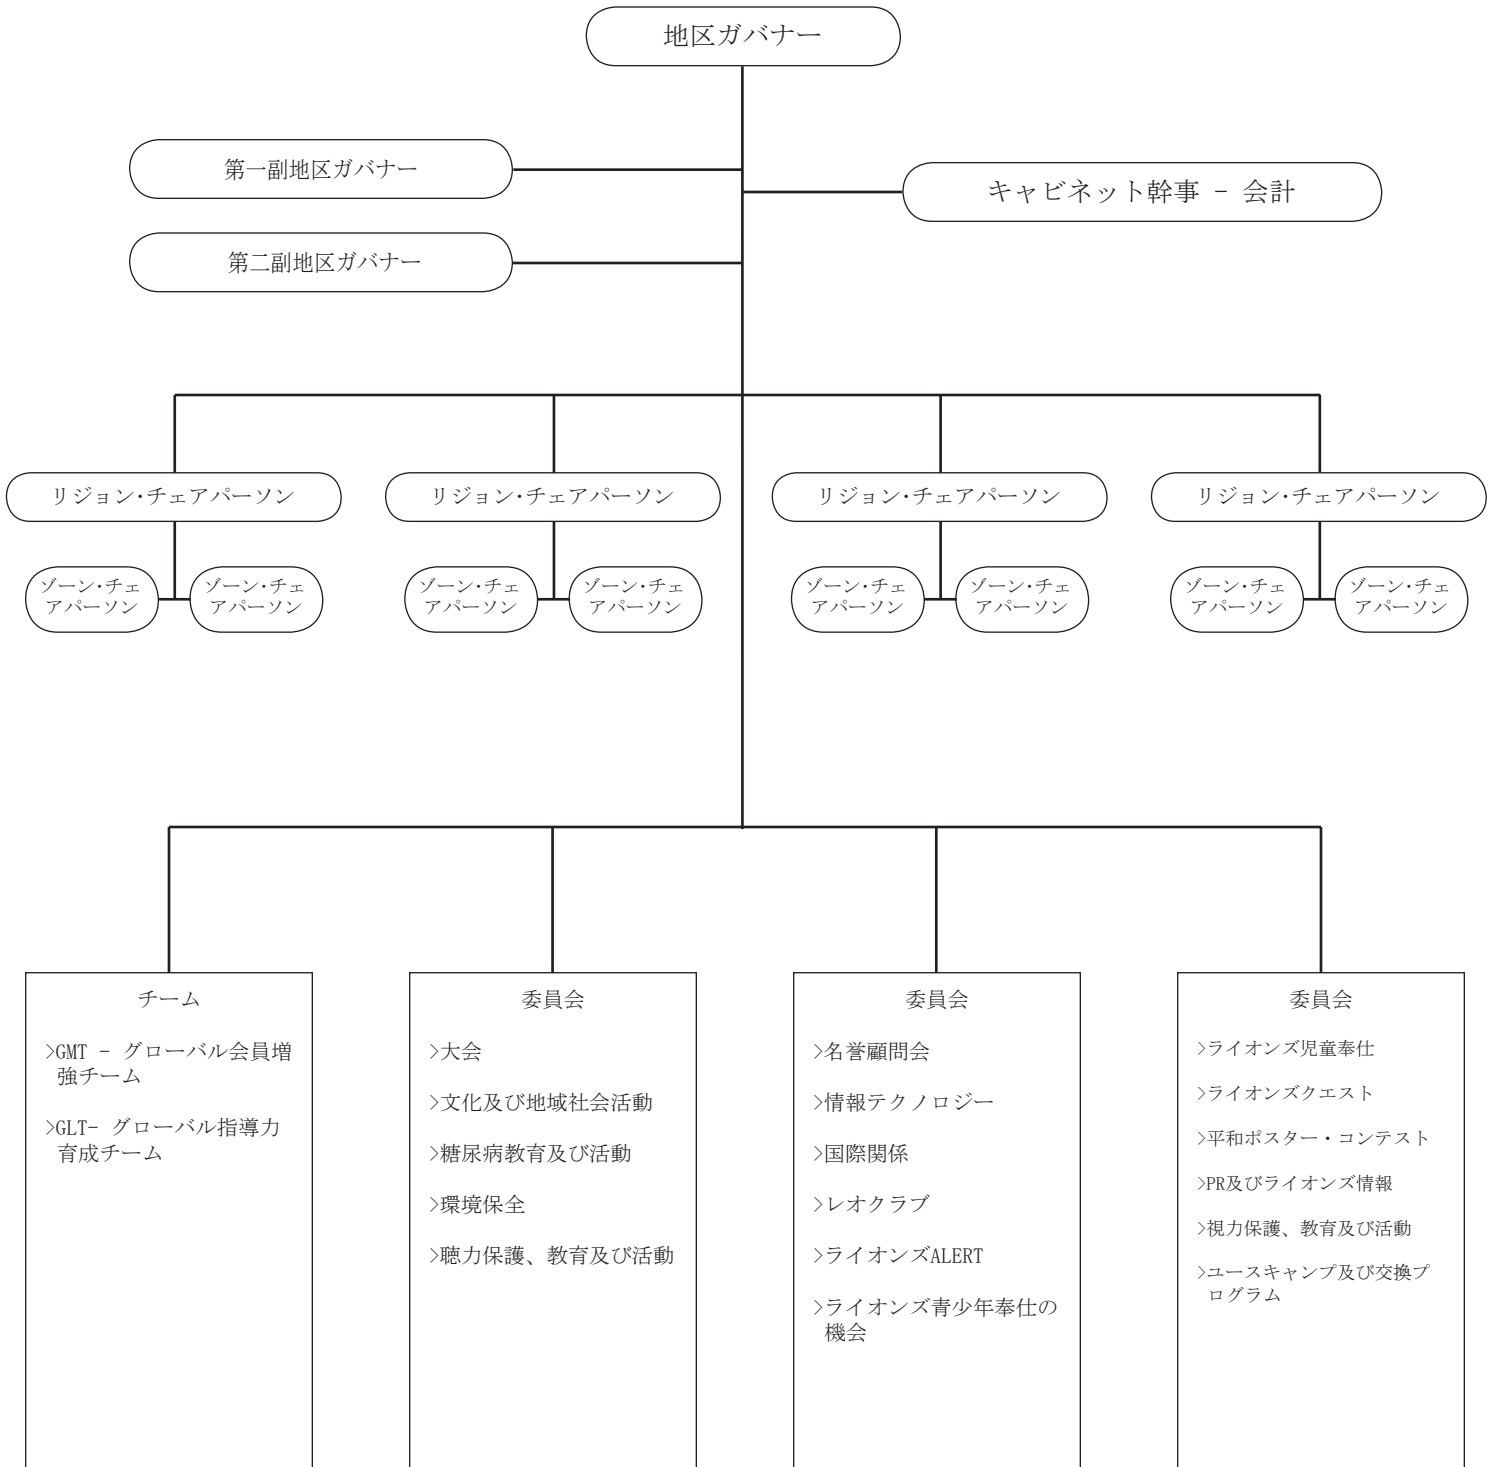 地区ガバナー
第一副地区ガバナー
キャビネット幹事 - 会計
第二副地区ガバナー
リジョン・チェアパーソン
リジョン・チェアパーソン
リジョン・チェアパーソン
リジョン・チェアパーソン
ゾーン・チェ
アパーソン
ゾーン・チェ
アパーソン
ゾーン・チェ
アパーソン
ゾーン・チェ
アパーソン
ゾーン・チェ
アパーソン
ゾーン・チェ
アパーソン
ゾーン・チェ
アパーソン
ゾーン・チェ
アパーソン
チーム
>GMT - グローバル会員増
強チーム
>GLT- グローバル指導力
育成チーム
委員会
>大会
>文化及び地域社会活動
>糖尿病教育及び活動
>環境保全
>聴力保護、教育及び活動
委員会
>名誉顧問会
>情報テクノロジー
>国際関係
>レオクラブ
>ライオンズALERT
>ライオンズ青少年奉仕の
機会
委員会
>ライオンズ児童奉仕
>ライオンズクエスト
>平和ポスター・コンテスト
>PR及びライオンズ情報
>視力保護、教育及び活動
>ユースキャンプ及び交換プ
ログラム